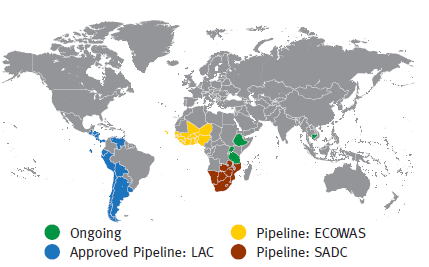 Ongoing
Pipeline: ECOWAS
Approved Pipeline: LAC
Pipeline: SADC